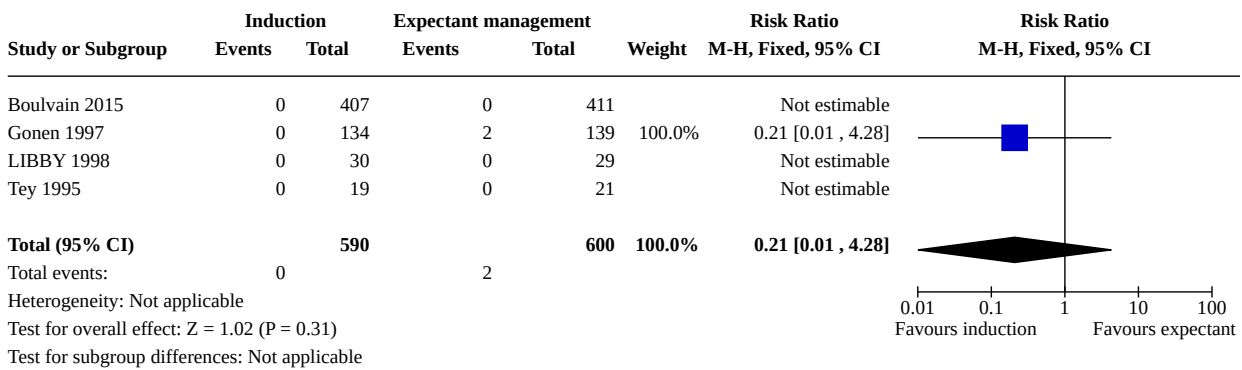 Induction Expectant management Risk Ratio Risk Ratio
Study or Subgroup Events Total Events Total Weight M-H, Fixed, 95% CI M-H, Fixed, 95% CI
Boulvain 2015 0 407 0 411 Not estimable
Gonen 1997 0 134 2 139 100.0% 0.21 [0.01 , 4.28]
LIBBY 1998 0 30 0 29 Not estimable
Tey 1995 0 19 0 21 Not estimable
Total (95% CI) 590 600 100.0% 0.21 [0.01 , 4.28]
Total events: 0 2
Heterogeneity: Not applicable
0.01 0.1 1 10 100
Test for overall effect: Z = 1.02 (P = 0.31) Favours induction Favours expectant
Test for subgroup differences: Not applicable